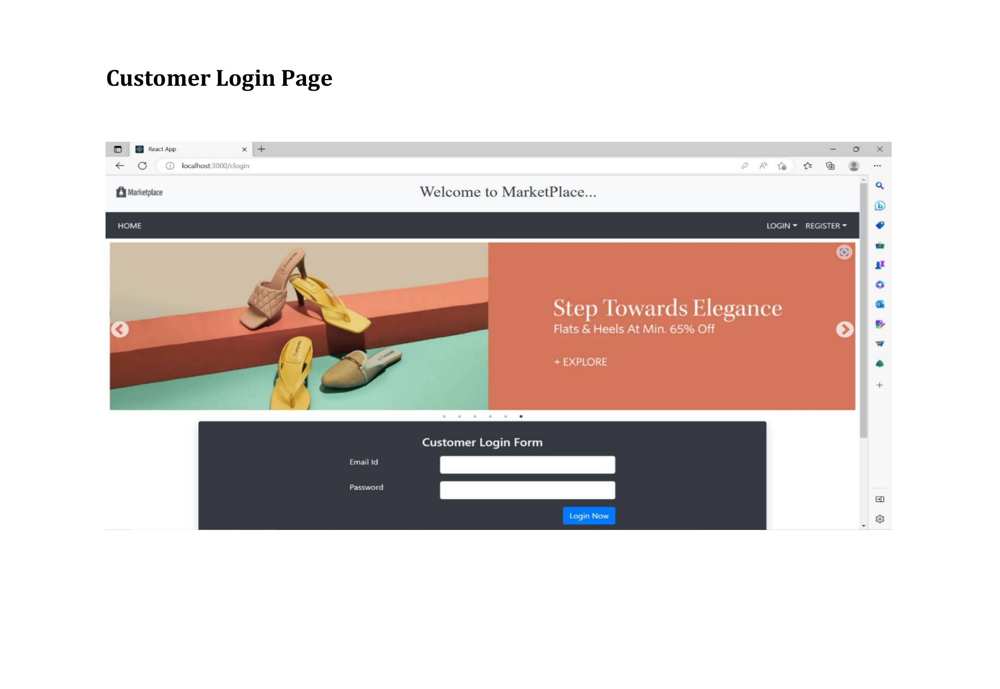 Customer Login Page
React App
localhost:3000/clogin
Marketplace
Welcome to MarketPlace...
HOME
LOGIN
REGISTER
Step Towards Elegance
Flats & Heels At Min. 65% Off
+ EXPLORE
Customer Login Form
Email Id
Password
Login Now